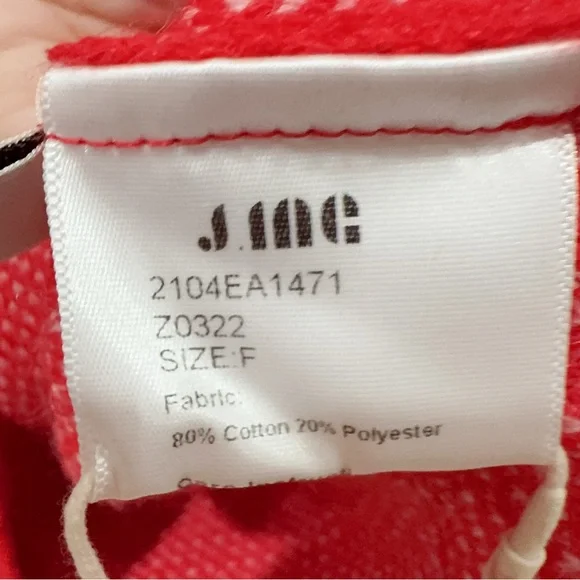 J.ING
2104EA1471
Z0322
SIZE:F
Fabric:
80% Cotton 20% Polyester